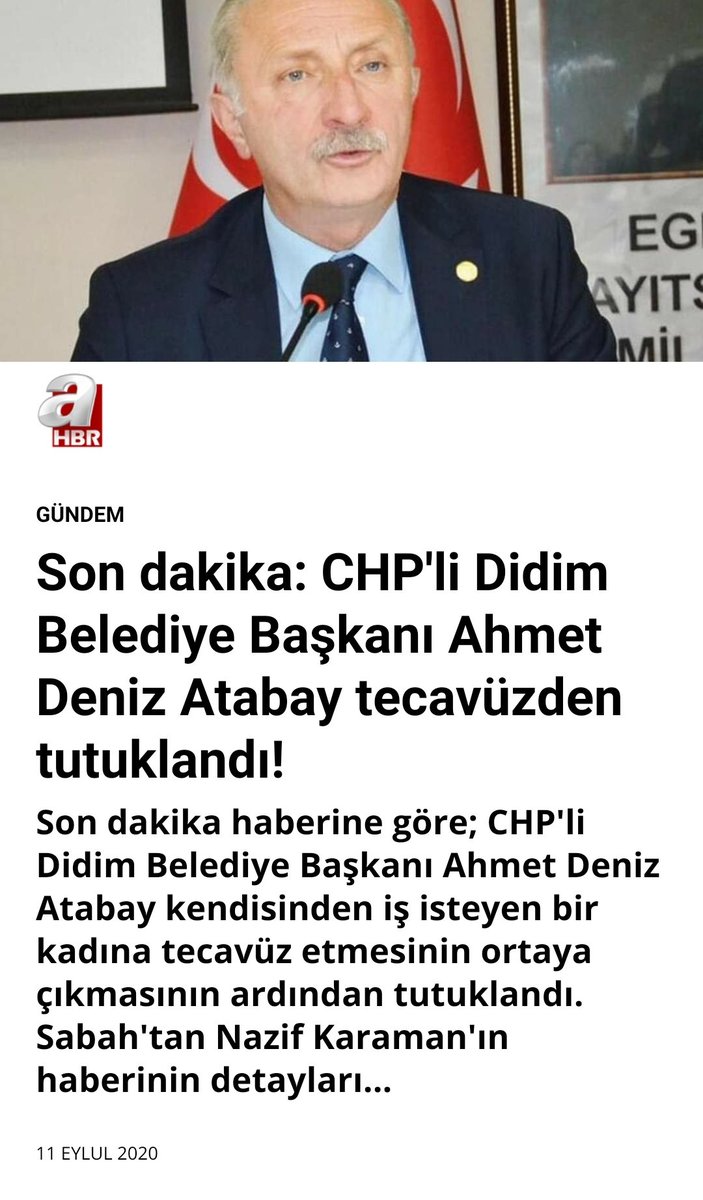 EG
AYITS
MİL
a
HBR
GÜNDEM
Son dakika: CHP'li Didim
Belediye Başkanı Ahmet
Deniz Atabay tecavüzden
tutuklandı!
Son dakika haberine göre; CHP'li
Didim Belediye Başkanı Ahmet Deniz
Atabay kendisinden iş isteyen bir
kadına tecavüz etmesinin ortaya
çıkmasının ardından tutuklandı.
Sabah'tan Nazif Karaman'ın
haberinin detayları...
11 EYLUL 2020